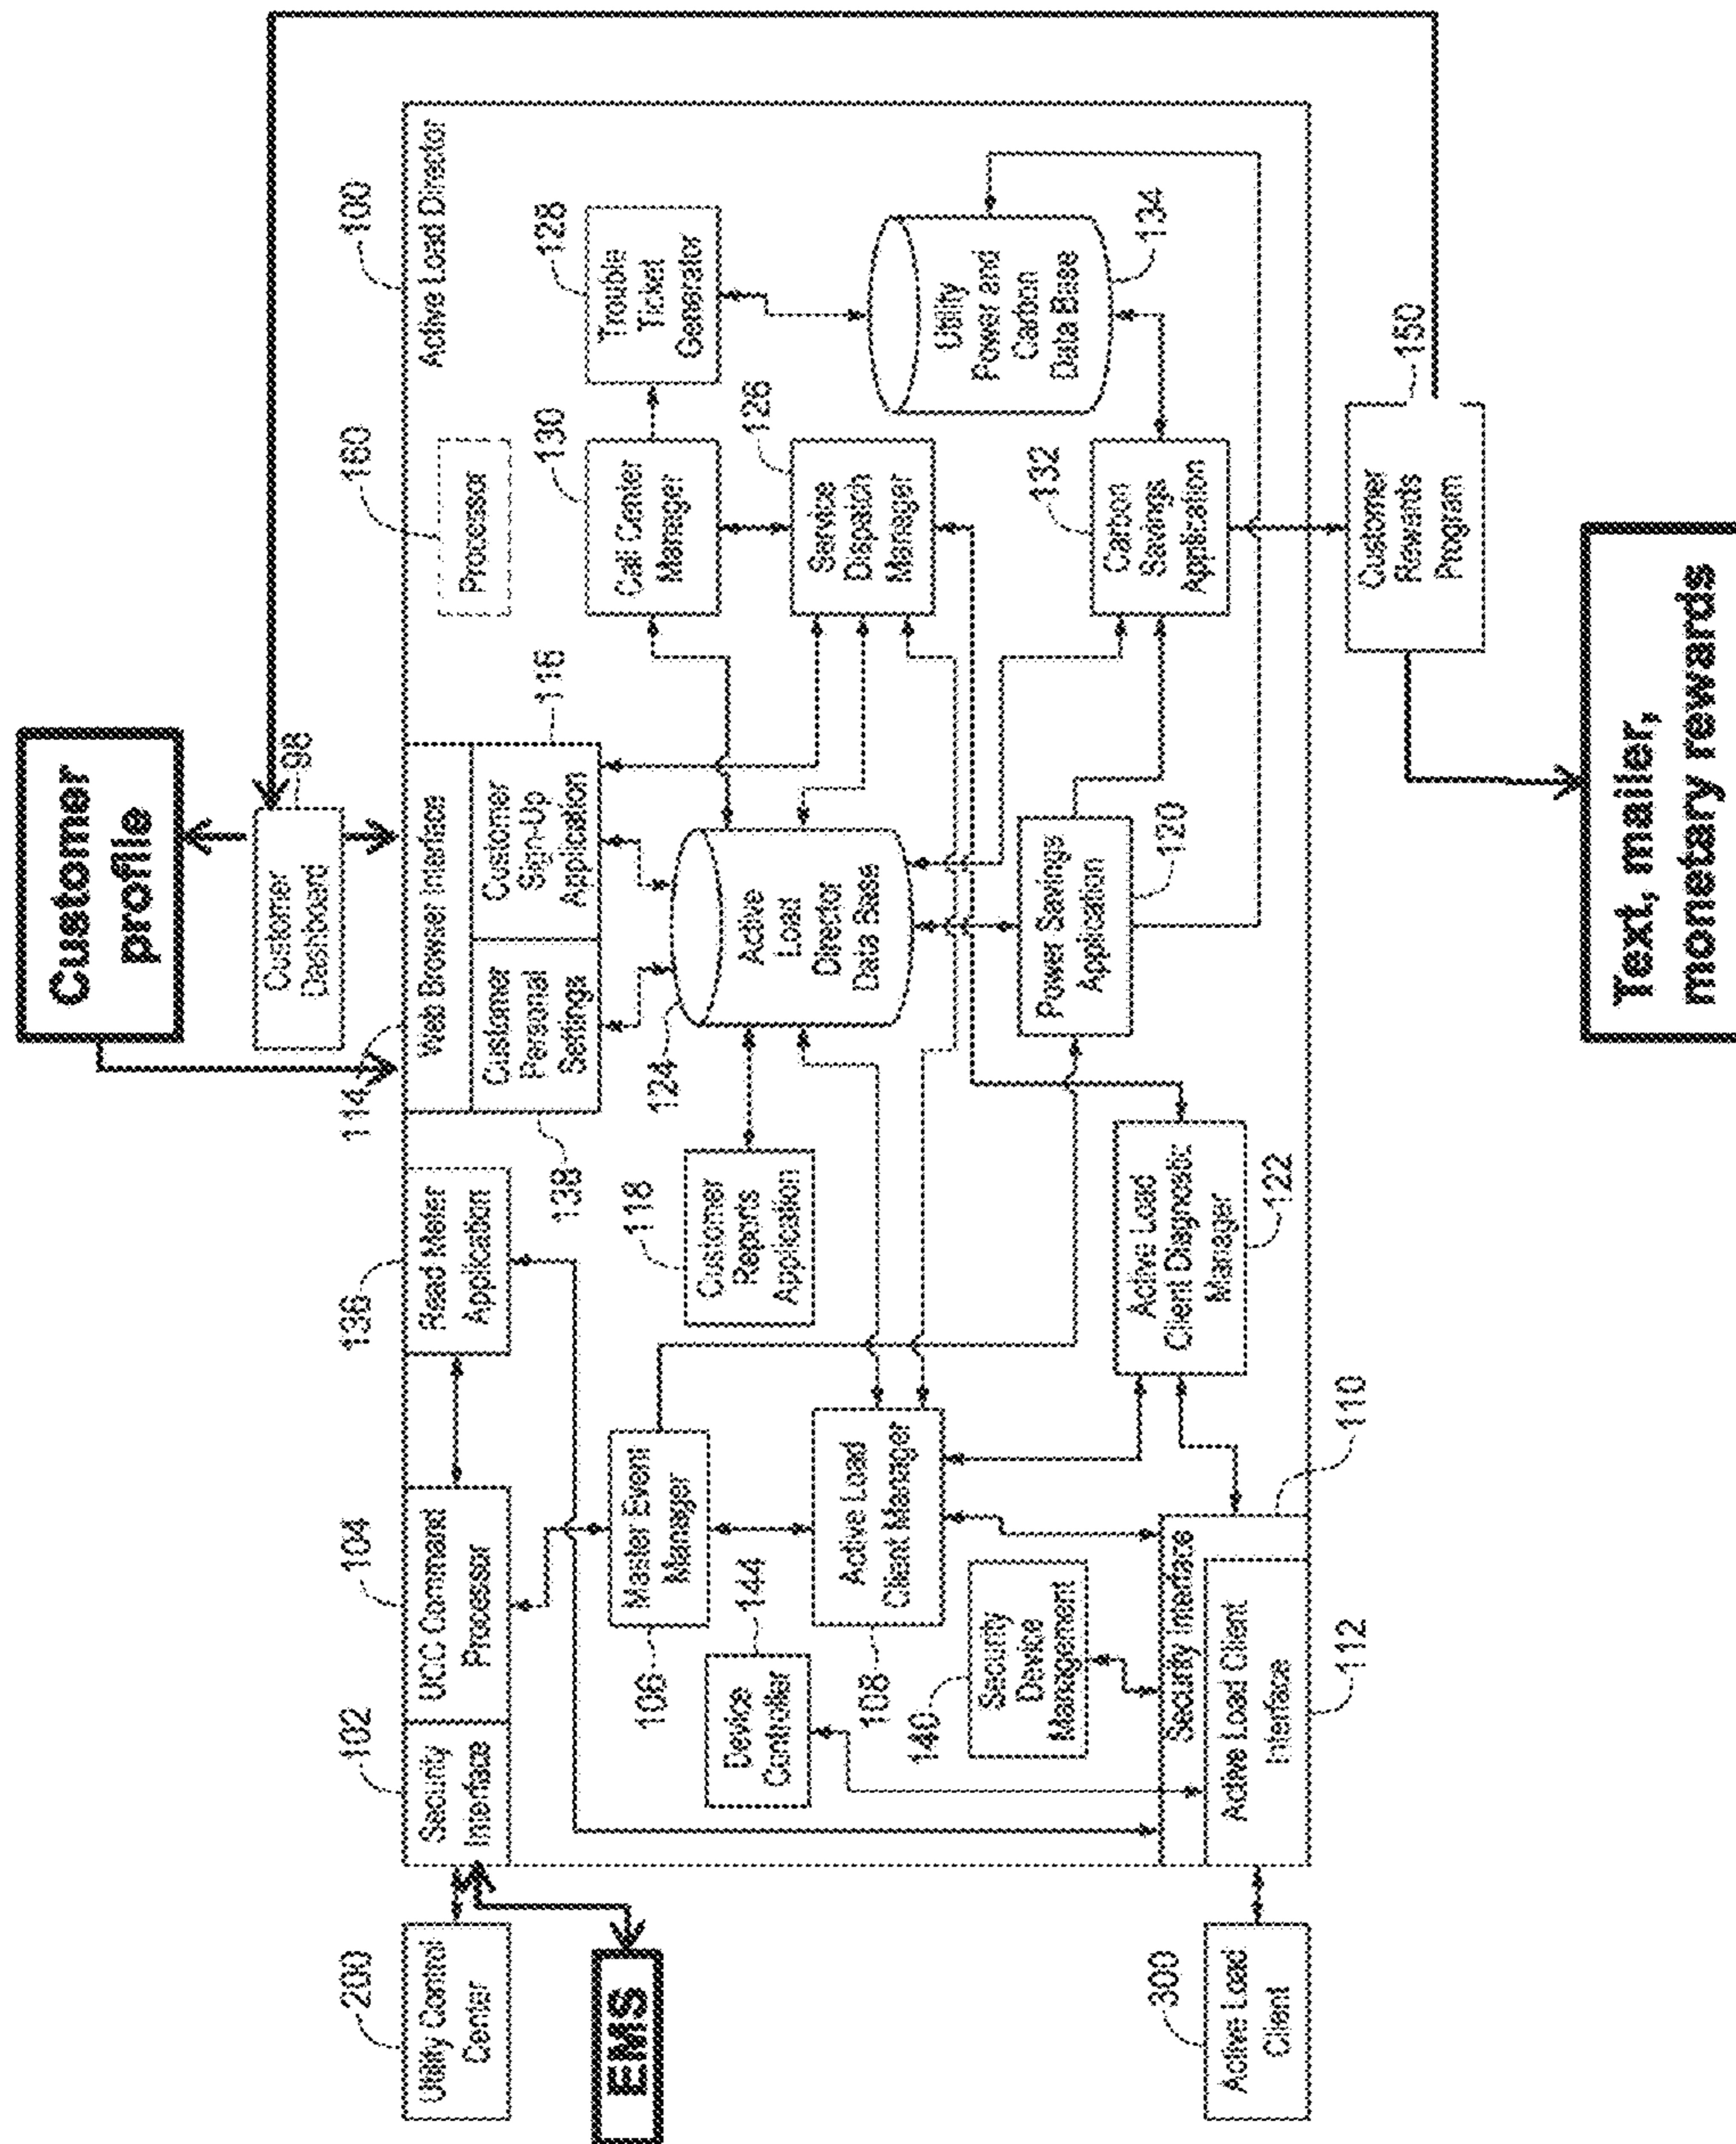 Customer
profile
98
Customer
Dashboard
100
Active Load Director
200
Utility Control
Center
EMS
102
Security
Interface
104
UCC Command
Processor
136
Read Meter
Application
114
Web Browser Interface
138
Customer
Personal
Settings
116
Customer
Sign-Up
Application
160
Processor
106
Master Event
Manager
144
Device
Controller
118
Customer
Reports
Application
124
Active
Load
Director
Data Base
130
Call Center
Manager
128
Trouble
Ticket
Generator
126
Service
Dispatch
Manager
108
Active Load
Client Manager
140
Security
Device
Management
134
Utility
Power and
Carbon
Data Base
120
Power Savings
Application
132
Carbon
Savings
Application
122
Active Load
Client Diagnostic
Manager
110
Security Interface
112
Active Load Client
Interface
300
Active Load
Client
150
Customer
Rewards
Program
Text, mailer,
monetary rewards